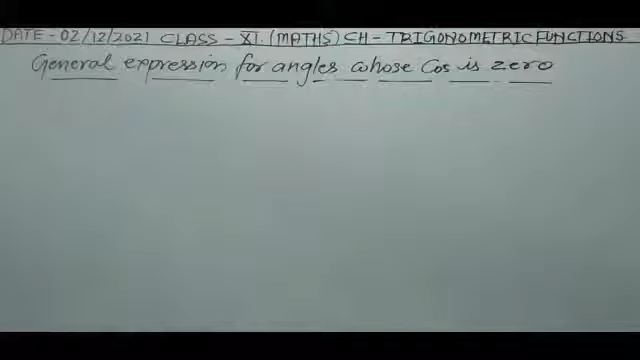 DATE - 02/12/2021 CLASS - XI (MATHS) CH - TRIGONOMETRIC FUNCTIONS
General expression for angles whose Cos is zero